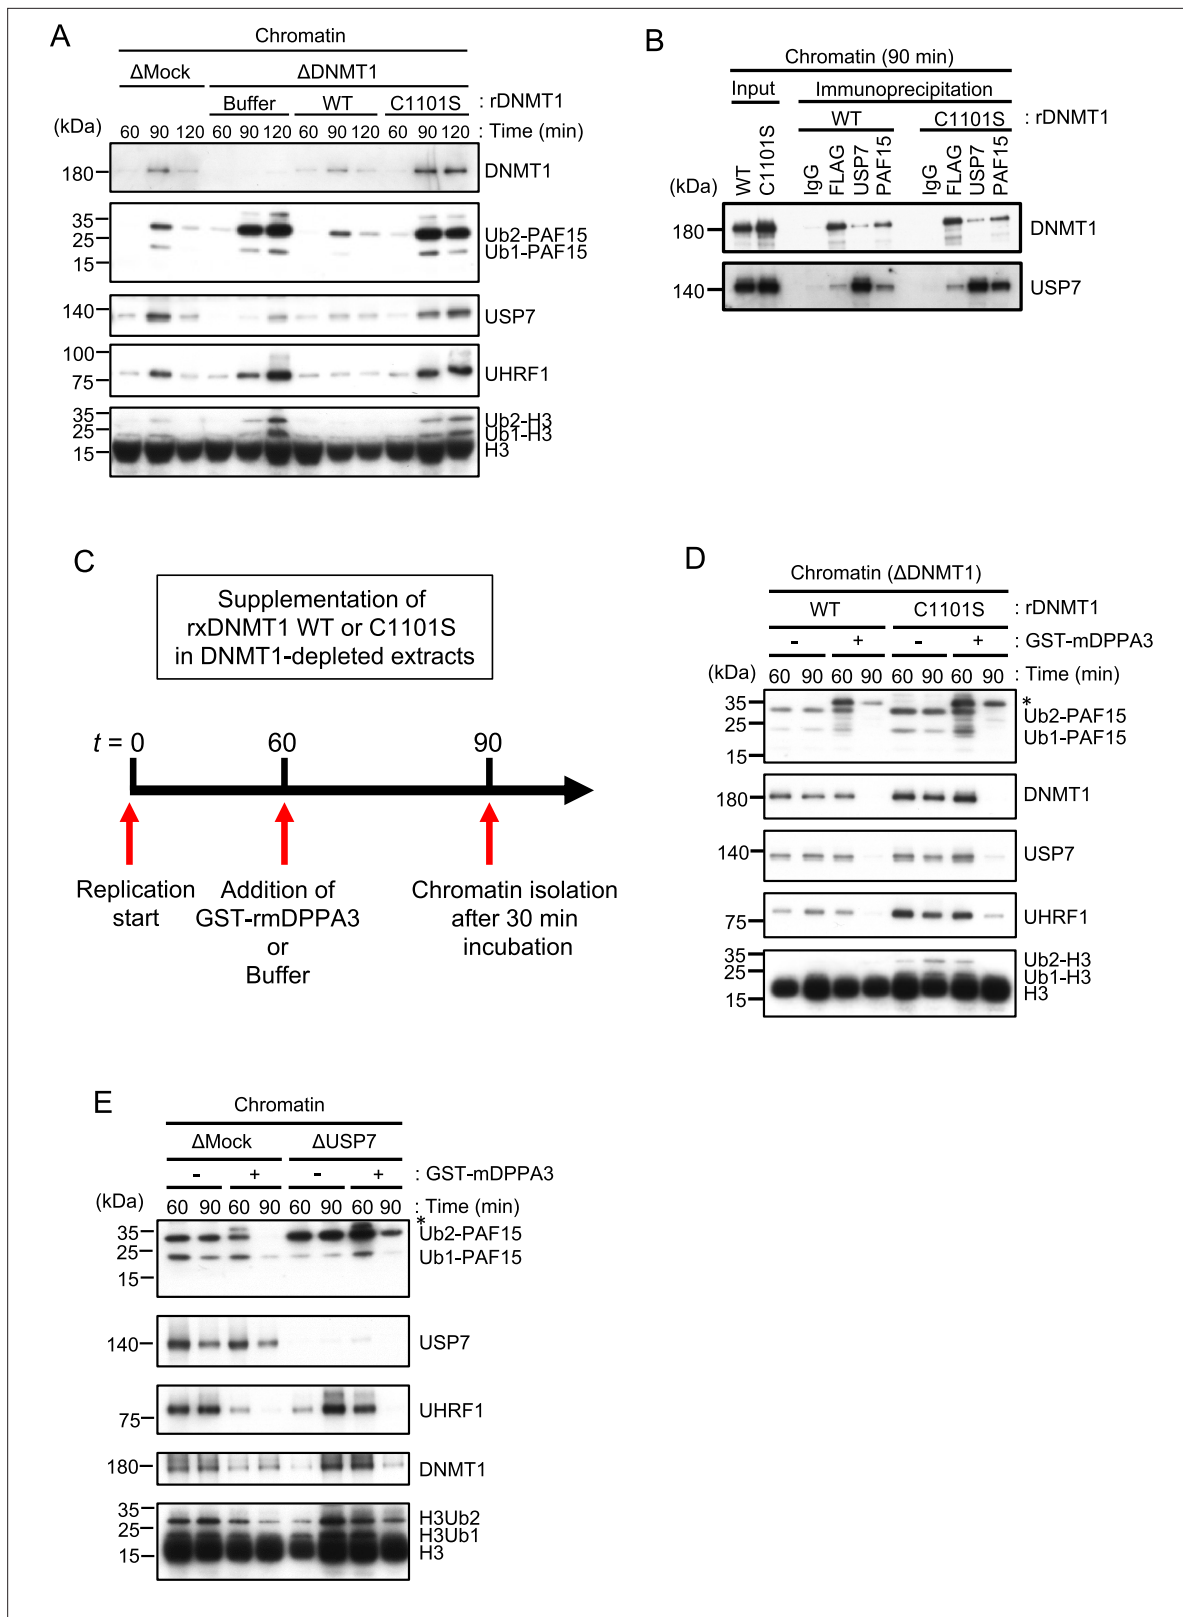 A
Chromatin
ΔMock
ΔDNMT1
Buffer
WT
C1101S
: rDNMT1
(kDa)
60 90 120 60 90 120 60 90 120 60 90 120
: Time (min)
180
DNMT1
35
25
15
Ub2-PAF15
Ub1-PAF15
140
USP7
100
75
UHRF1
35
25
15
Ub2-H3
Ub1-H3
H3
B
Chromatin (90 min)
Input
Immunoprecipitation
WT
C1101S
: rDNMT1
(kDa)
WT
C1101S
IgG
FLAG
USP7
PAF15
IgG
FLAG
USP7
PAF15
180
DNMT1
140
USP7
C
Supplementation of
rxDNMT1 WT or C1101S
in DNMT1-depleted extracts
t = 0
60
90
Replication
start
Addition of
GST-rmDPPA3
or
Buffer
Chromatin isolation
after 30 min
incubation
D
Chromatin (ΔDNMT1)
WT
C1101S
: rDNMT1
- + - +
: GST-mDPPA3
(kDa)
60 90 60 90 60 90 60 90
: Time (min)
35
25
15
*
Ub2-PAF15
Ub1-PAF15
180
DNMT1
140
USP7
75
UHRF1
35
25
15
Ub2-H3
Ub1-H3
H3
E
Chromatin
ΔMock
ΔUSP7
- + - +
: GST-mDPPA3
(kDa)
60 90 60 90 60 90 60 90
: Time (min)
35
25
15
*
Ub2-PAF15
Ub1-PAF15
140
USP7
75
UHRF1
180
DNMT1
35
25
15
H3Ub2
H3Ub1
H3